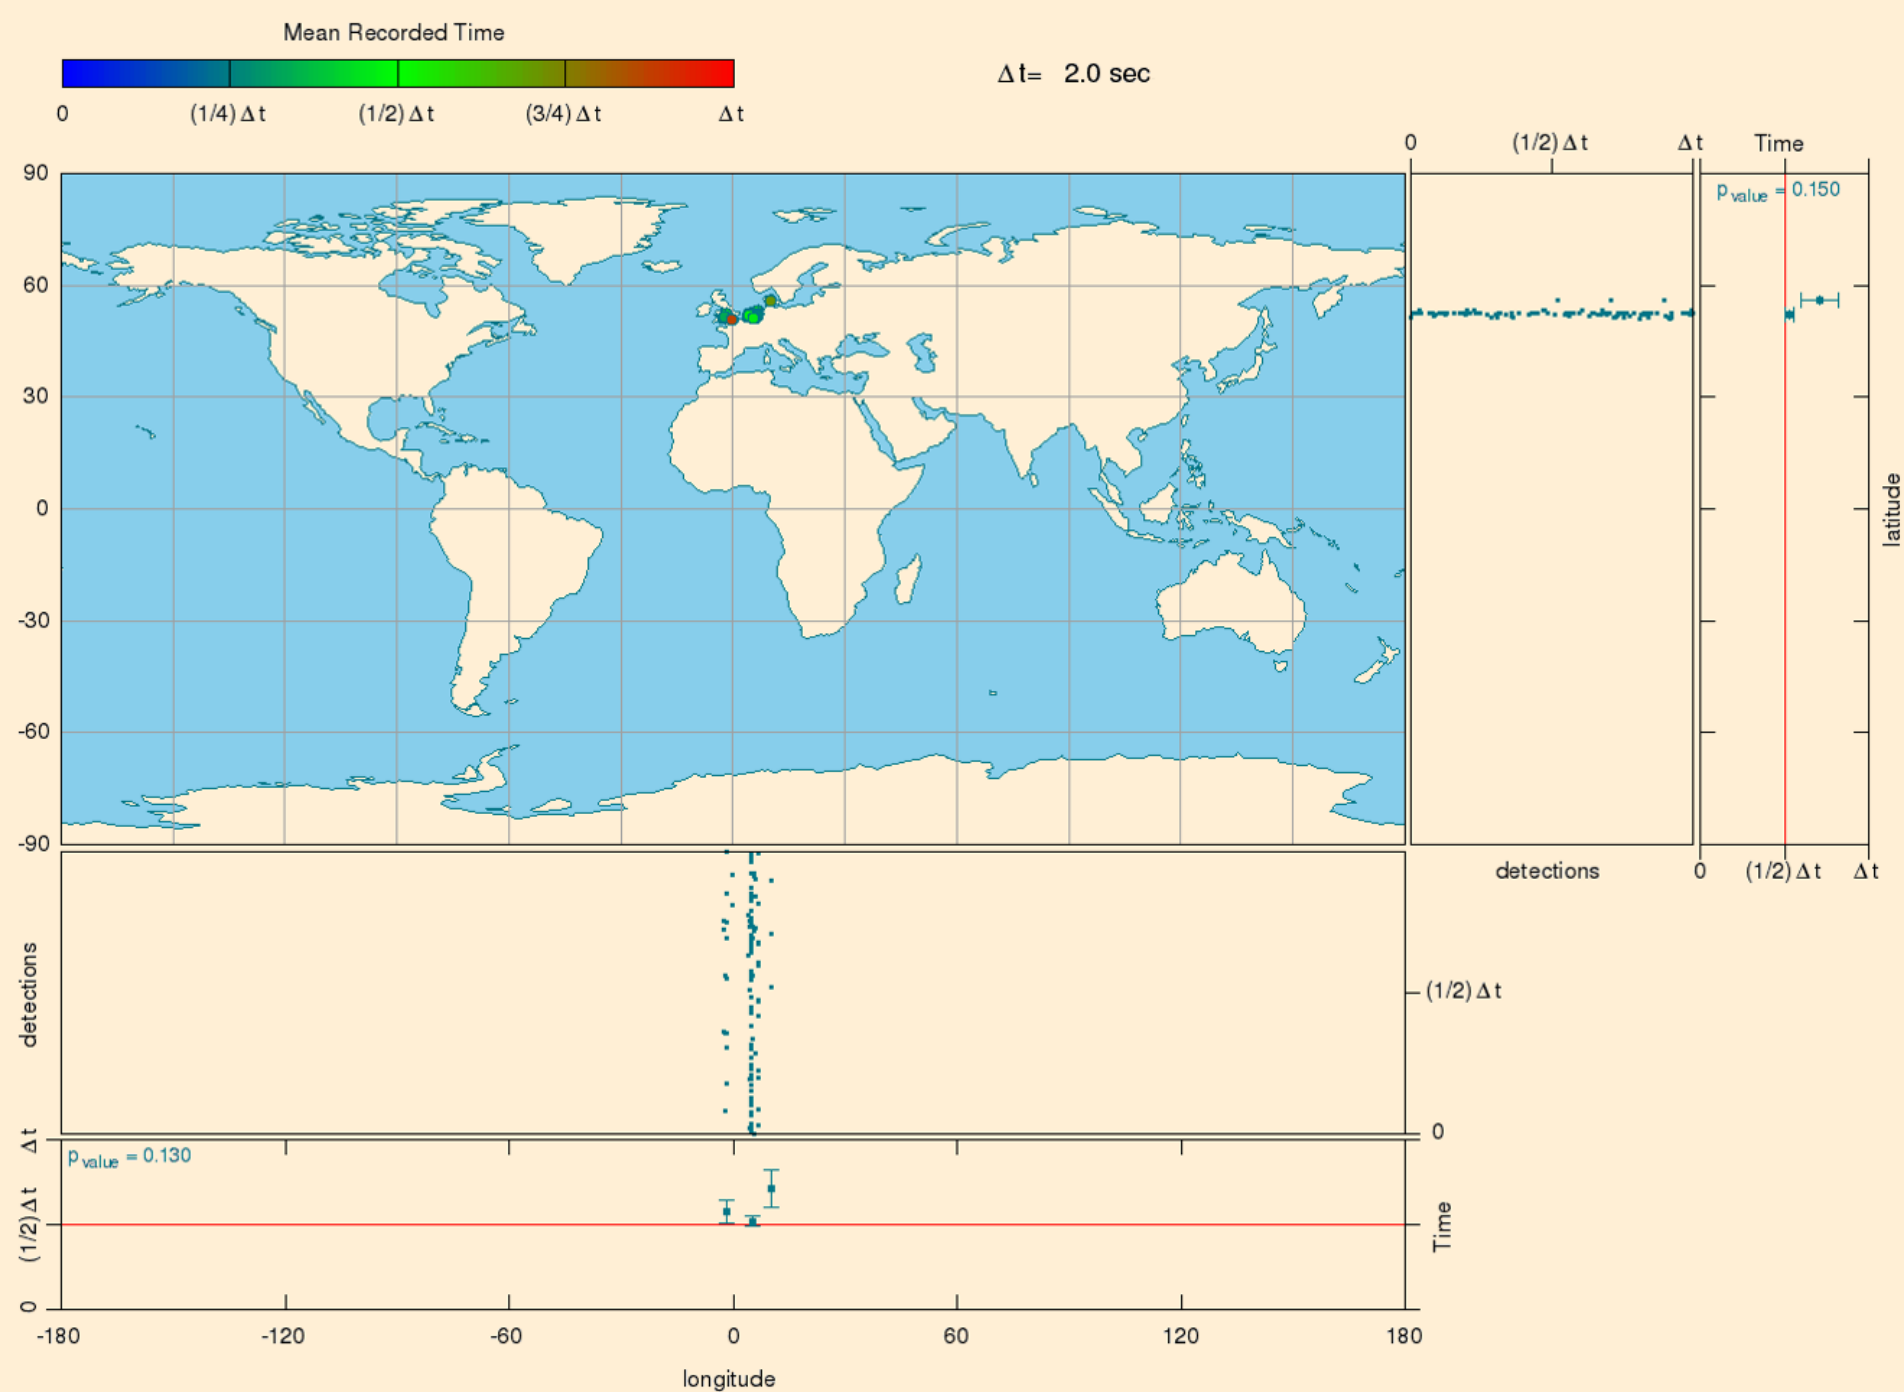 Mean Recorded Time
Δt= 2.0 sec
0 (1/4)Δt (1/2)Δt (3/4)Δt Δt
0 (1/2)Δt Δt Time
90
60
30
0
-30
-60
-90
p value = 0.150
latitude
detections
0 (1/2)Δt Δt
detections
(1/2)Δt
0
Δt
(1/2)Δt
0
p value = 0.130
Time
-180 -120 -60 0 60 120 180
longitude